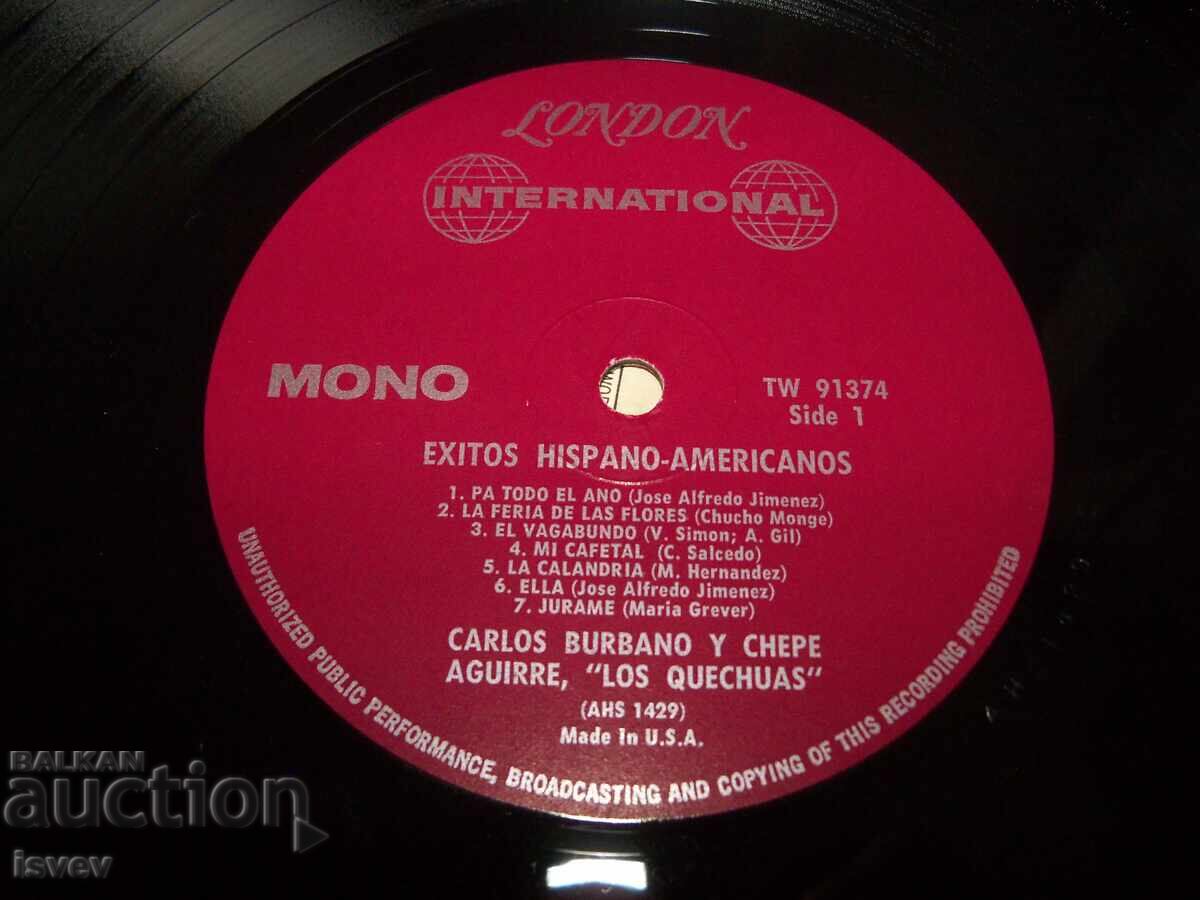 LONDON
INTERNATIONAL
MONO
TW 91374
Side 1
EXITOS HISPANO-AMERICANOS
1. PA TODO EL ANO (Jose Alfredo Jimenez)
2. LA FERIA DE LAS FLORES (Chucho Monge)
3. EL VAGABUNDO (V. Simon; A. Gil)
4. MI CAFETAL (C. Salcedo)
5. LA CALANDRIA (M. Hernandez)
6. ELLA (Jose Alfredo Jimenez)
7. JURAME (Maria Grever)
CARLOS BURBANO Y CHEPE
AGUIRRE, "LOS QUECHUAS"
(AHS 1429)
Made In U.S.A.
UNAUTHORIZED PUBLIC PERFORMANCE, BROADCASTING AND COPYING OF THIS RECORDING PROHIBITED
BALKAN
auction
isvev